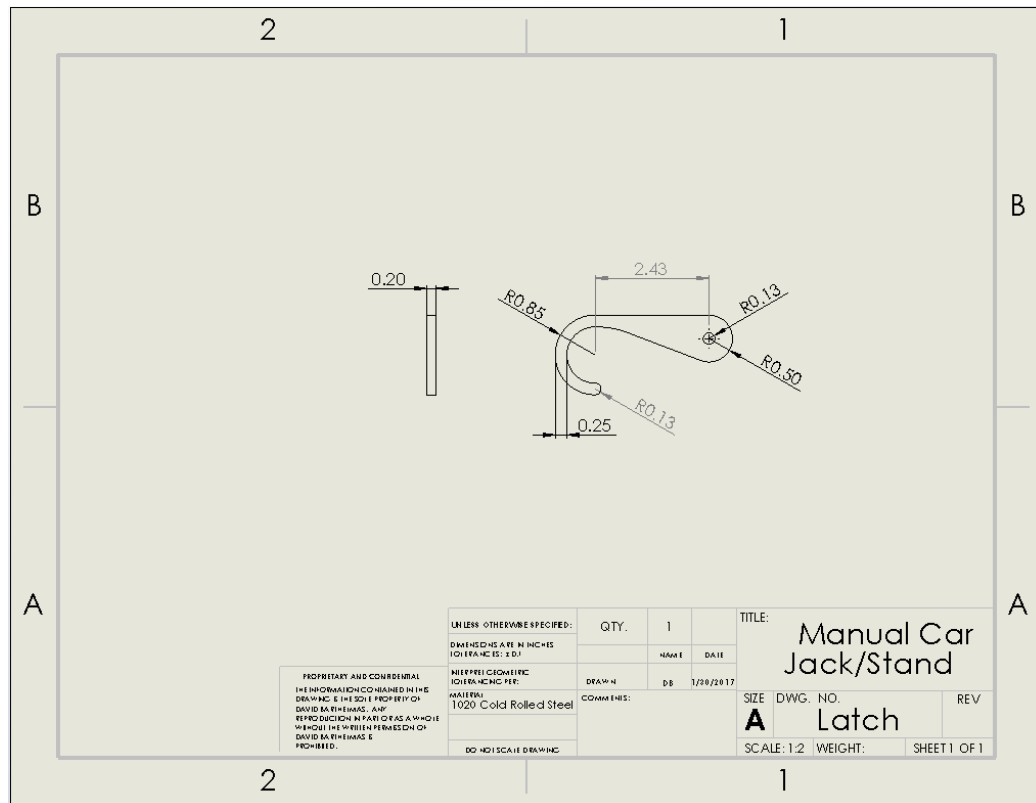 2
1
B
B
0.20
2.43
R0.85
R0.13
R0.50
R0.13
0.25
A
A
UNLESS OTHERWISE SPECIFIED:
DIMENSIONS ARE IN INCHES
TOLERANCES: ±0.1
INTERPRET GEOMETRIC
TOLERANCING PER:
MATERIAL
1020 Cold Rolled Steel
DO NOT SCALE DRAWING
QTY. 1
NAME DATE
DRAWN DB 1/30/2017
COMMENTS:
PROPRIETARY AND CONFIDENTIAL
THE INFORMATION CONTAINED IN THIS
DRAWING IS THE SOLE PROPERTY OF
DAVID
ANY
REPRODUCTION IN PART OR AS A WHOLE
WITHOUT THE WRITTEN PERMISSION OF
DAVID
IS
PROHIBITED.
TITLE:
Manual Car
Jack/Stand
SIZE DWG. NO. REV
A Latch
SCALE: 1:2 WEIGHT: SHEET 1 OF 1
2
1